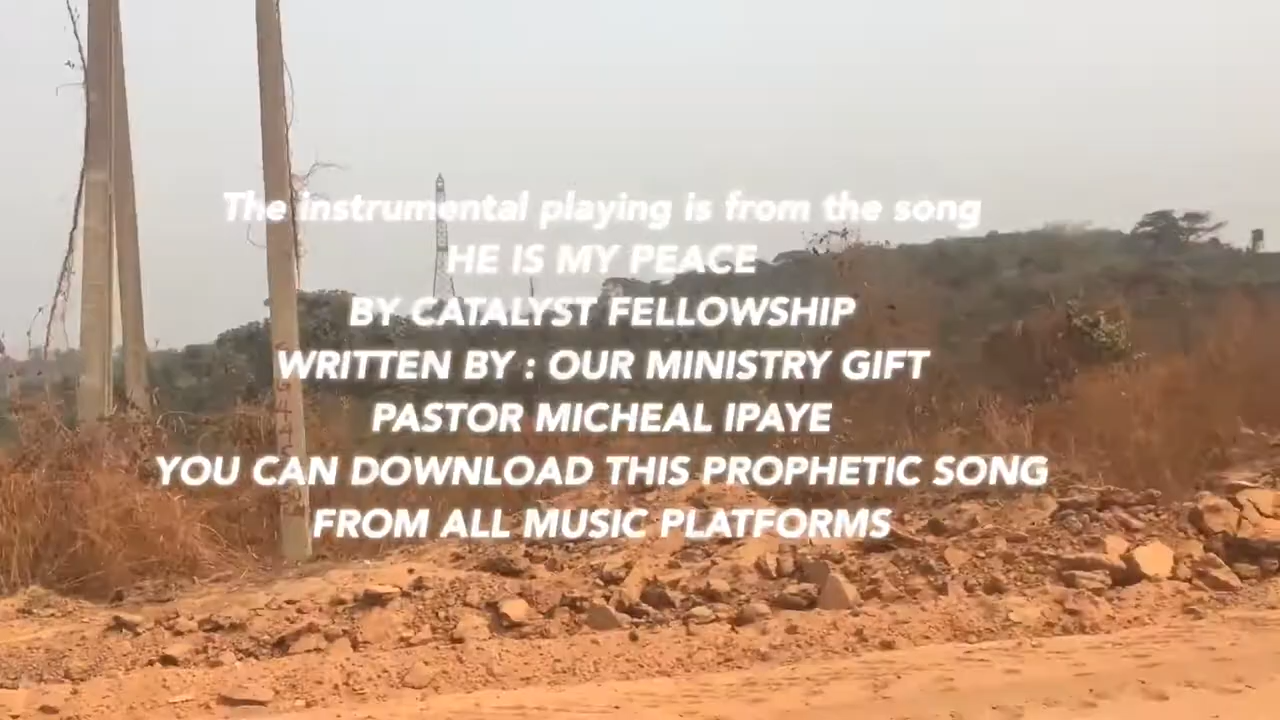 The instrumental playing is from the song
HE IS MY PEACE
BY CATALYST FELLOWSHIP
WRITTEN BY : OUR MINISTRY GIFT
PASTOR MICHEAL IPAYE
YOU CAN DOWNLOAD THIS PROPHETIC SONG
FROM ALL MUSIC PLATFORMS